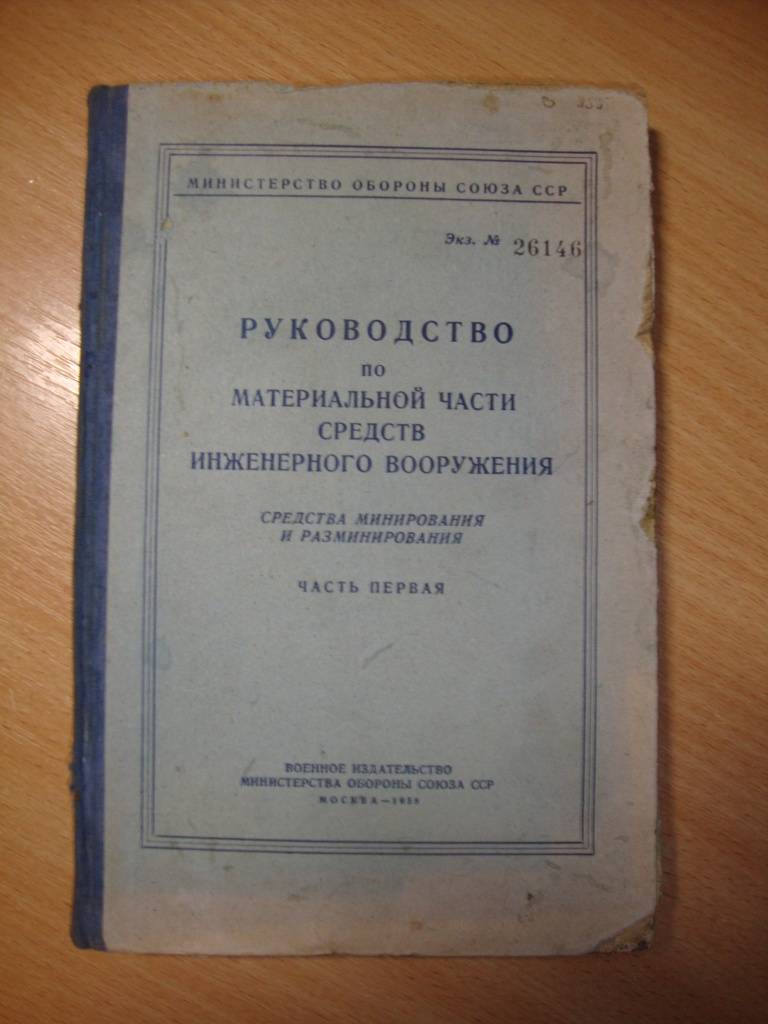 МИНИСТЕРСТВО ОБОРОНЫ СОЮЗА ССР
Экз. № 26146
РУКОВОДСТВО
ПО
МАТЕРИАЛЬНОЙ ЧАСТИ
СРЕДСТВ
ИНЖЕНЕРНОГО ВООРУЖЕНИЯ
СРЕДСТВА МИНИРОВАНИЯ
И РАЗМИНИРОВАНИЯ
ЧАСТЬ ПЕРВАЯ
ВОЕННОЕ ИЗДАТЕЛЬСТВО
МИНИСТЕРСТВА ОБОРОНЫ СОЮЗА ССР
МОСКВА —